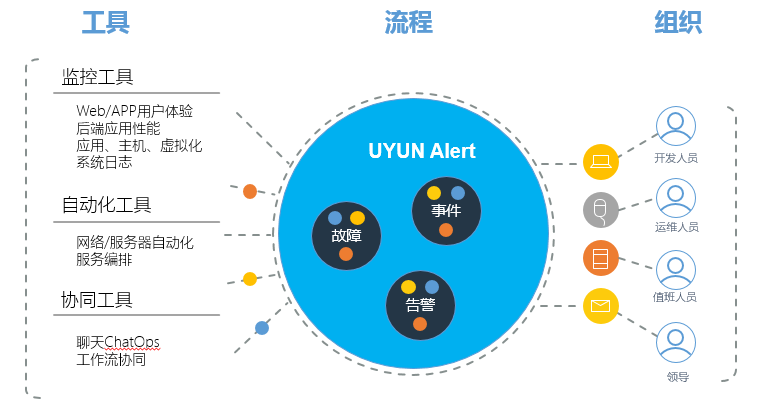 工具
流程
组织
监控工具
Web/APP用户体验
后端应用性能
应用、主机、虚拟化
系统日志
自动化工具
网络/服务器自动化
服务编排
协同工具
聊天ChatOps
工作流协同
UYUN Alert
事件
故障
告警
开发人员
运维人员
值班人员
领导